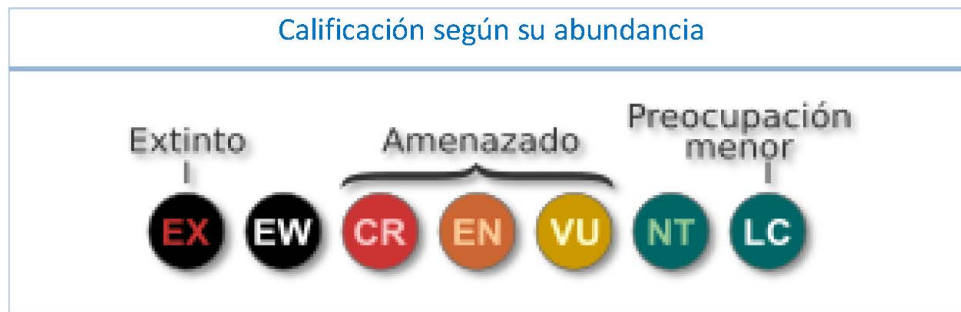 Calificación según su abundancia
Extinto
Amenazado
Preocupación
menor
EX EW CR EN VU NT LC